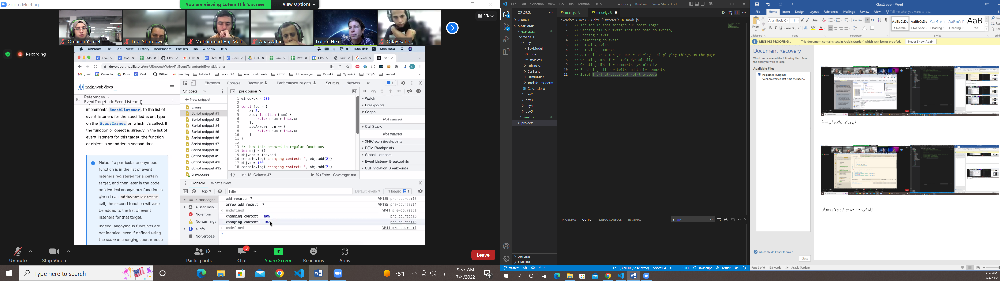 Zoom Meeting
You are viewing Lotem Hiki's screen
View Options
View
Omama Yousef
Luai Sharqawi
Mohammad Haj-Mah...
Anas Attar
Lotem Hiki
Oday Sabe
Recording
Chrome File Edit View History Bookmarks Profiles Tab Window Help
100%
Mon 9:54
Over
Cod
Cyb
Elev
Fulls
Over
Cod
Full
Raw
Raw
Elev
Lau
ever
Ever
developer.mozilla.org/en-US/docs/Web/API/EventTarget/addEventListener
gmail
Calendar
Drive
Codio
GitHub
monday
fullstack
cohort 23
mac for students
מיונים
Job manager
Rawabi
CyberArk
לקוחות
content
mdn web docs_
References >
EventTarget.addEventListener()
implements EventListener, to the list of
event listeners for the specified event type
on the EventTarget on which it's called. If
the function or object is already in the list of
event listeners for this target, the function
or object is not added a second time.
Note: If a particular anonymous
function is in the list of event
listeners registered for a certain
target, and then later in the code,
an identical anonymous function is
given in an addEventListener
call, the second function will also
be added to the list of event
listeners for that target.
Indeed, anonymous functions are
not identical even if defined using
the same unchanging source-code
Elements Console Recorder Performance insights Sources Network
1
Snippets
pre-course
+ New snippet
Errors
Script snippet #1
Script snippet #2
Script snippet #4
Script snippet #5
Script snippet #6
Script snippet #7
Script snippet #8
Script snippet #9
Script snippet #10
Script snippet #12
pre-course
1 window.x = 200
2
3 const foo = {
4 x: 5,
5 add: function (num) {
6 return num + this.x;
7 },
8 addArrow: num => {
9 return num + this.x;
10 }
11 }
12
13 // how this behaves in regular functions
14 let obj = {}
15 obj.add = foo.add
16 console.log("changing context: ", obj.add(2))
17 obj.x = 100
18 console.log("changing context: ", obj.add(2))
{} Line 18, Column 47
⌘+Enter Coverage: n/a
Watch
Breakpoints
Scope
Not paused
Call Stack
Not paused
XHR/fetch Breakpoints
DOM Breakpoints
Global Listeners
Event Listener Breakpoints
CSP Violation Breakpoints
Console What's New
top
Filter
Default levels
1 Issue: 1
4 messages
4 user mes...
No errors
No warnings
4 info
No verbose
add result: 7 VM185 pre-course:13
arrow add result: 7 VM185 pre-course:14
undefined VM41 pre-course:1
changing context: NaN pre-course:16
changing context: 102 pre-course:18
undefined VM41 pre-course:1
Unmute
Stop Video
18
Participants
3
Chat
Share Screen
Reactions
Apps
Leave
Type here to search
78°F
ع
9:57 AM
7/4/2022
11
File Edit Selection View Go Run Terminal Help
● model.js - Bootcamp - Visual Studio Code
EXPLORER
SEARCH
BOOTCAMP
exercices
week-1
day1
BoxModel
index.html
style.css
calcInCss
CssBasic
HtmlBasics
Toolsfor moderm...
Class1.docx
day2
day3
day4
day5
week-2
projects
OUTLINE
TIMELINE
1
64
main.js U
model.js U
exercices > week-2 > day1 > tweeter > model.js
1 // The module that manages our posts logic
2 // Storing all our twits (not the same as tweets)
3 // Posting a twit
4 // Commenting on twits
5 // Removing twits
6 // Removing comments
7 // A module that manages our rendering - displaying things on the page
8 // Creating HTML for a twit dynamically
9 // Creating HTML for comments dynamically
10 // Rendering all our twits and their comments
11 // Something that glues both of the above
PROBLEMS OUTPUT DEBUG CONSOLE TERMINAL
Code
master*
0 0
Ln 11, Col 10 (32 selected) Spaces: 4 UTF-8 CRLF {} JavaScript Prettier
Class2.docx - Word
File Home Insert Design Layout References Mailings Review View Tell me what you want to do...
Paste
Arial (Body C
11
B I U abc
Clipboard Font Paragraph Styles
AaBbCcDc
¶ Normal
AaBbCcDc
¶ No Spac...
AaBbCc
Heading 1
AaBbCcE
Heading 2
AaB
Title
MISSING PROOFING... This document contains text in Arabic (Jordan) which isn't being proofed. Never Show Again
Document Recovery
Word has recovered the following files. Save
the ones you wish to keep.
Available Files
help.docx [Original]
Version created last time the user ...
Which file do I want to save?
Close
لازم اني احط x في ويندو
اول شي بحدد هل هو ارو ولا ريجيولر
Page 6 of 6 128 words Arabic (Jordan)
9:57 AM
7/4/2022